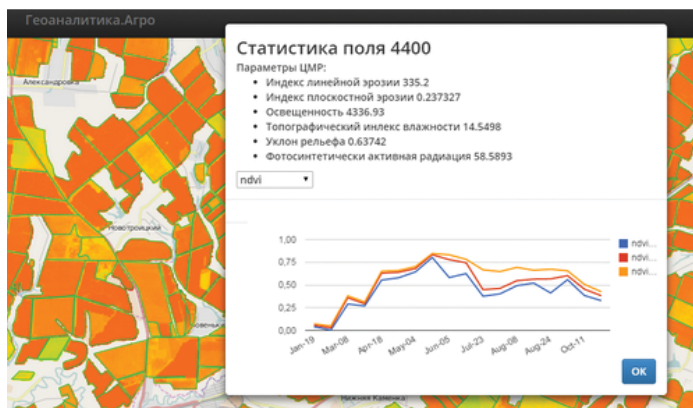 Геоаналитика.Агро
Статистика поля 4400
Параметры ЦМР:
• Индекс линейной эрозии 335.2
• Индекс плоскостной эрозии 0.237327
• Освещенность 4336.93
• Топографический инлекс влажности 14.5498
• Уклон рельефа 0.63742
• Фотосинтетически активная радиация 58.5893
ndvi
1,00
0,75
0,50
0,25
0,00
Jan-19
Mar-08
Apr-18
May-04
Jun-05
Jul-23
Aug-08
Aug-24
Oct-11
ndvi...
ndvi...
ndvi...
OK
Александровка
Новотроицкий
Нижняя Каменка